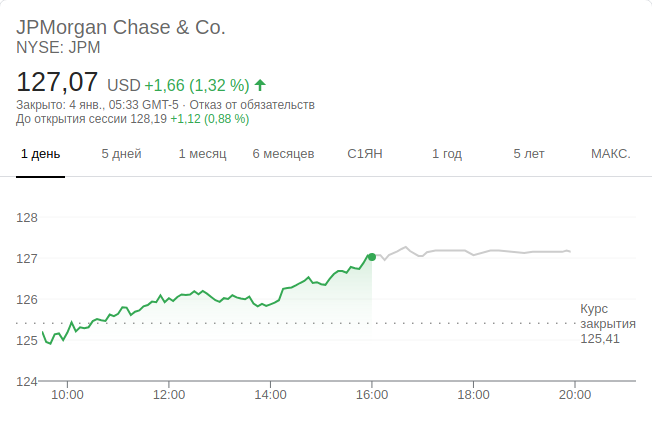 JPMorgan Chase & Co.
NYSE: JPM
127,07 USD +1,66 (1,32 %)
Закрыто: 4 янв., 05:33 GMT-5 · Отказ от обязательств
До открытия сессии 128,19 +1,12 (0,88 %)
1 день 5 дней 1 месяц 6 месяцев С1ЯН 1 год 5 лет МАКС.
128
127
126
Курс
закрытия
125,41
125
124
10:00 12:00 14:00 16:00 18:00 20:00